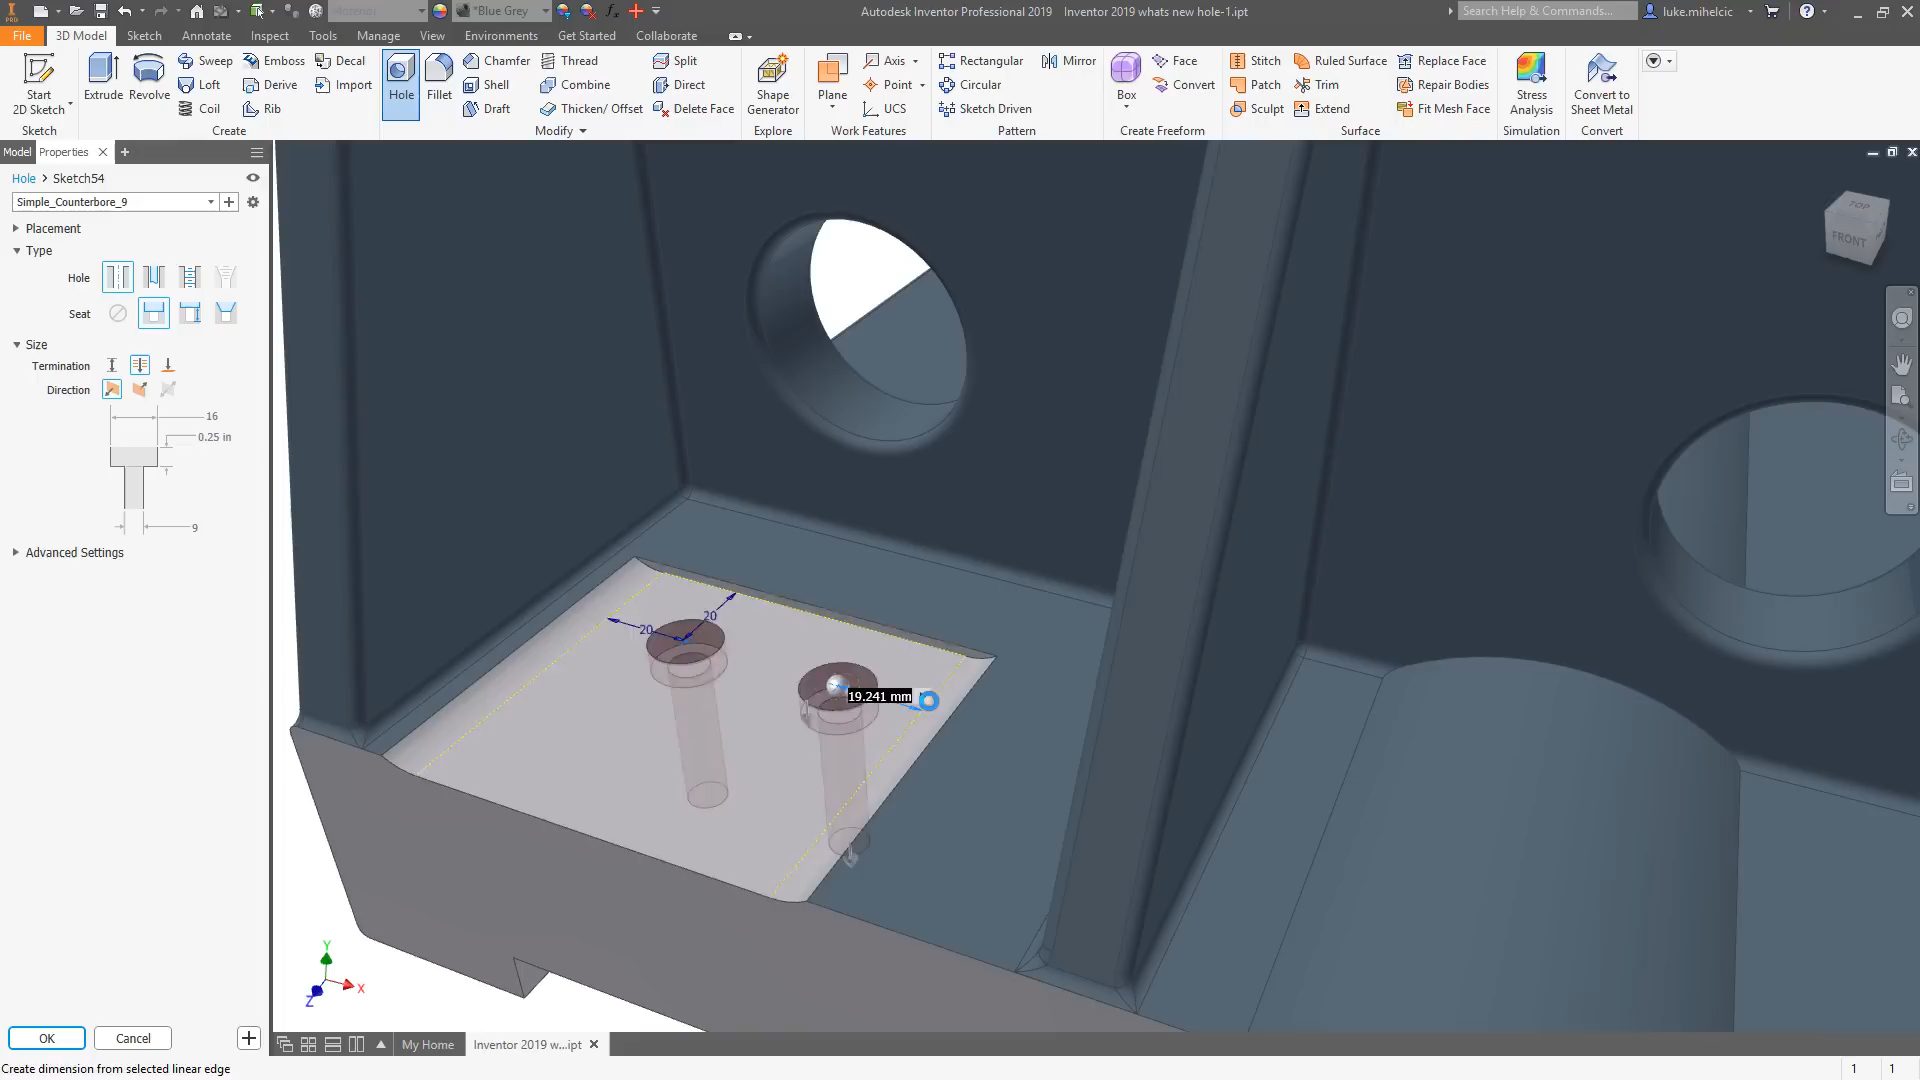 PRO
Material
*Blue Grey
Autodesk Inventor Professional 2019 Inventor 2019 whats new hole-1.ipt
Search Help & Commands...
luke.mihelcic
File
3D Model
Sketch
Annotate
Inspect
Tools
Manage
View
Environments
Get Started
Collaborate
Start
2D Sketch
Sketch
Extrude
Revolve
Sweep
Loft
Coil
Emboss
Derive
Rib
Decal
Import
Create
Hole
Fillet
Chamfer
Shell
Draft
Thread
Combine
Thicken/ Offset
Split
Direct
Delete Face
Modify
Shape
Generator
Explore
Plane
Axis
Point
UCS
Work Features
Rectangular
Circular
Sketch Driven
Mirror
Pattern
Box
Face
Convert
Create Freeform
Stitch
Patch
Sculpt
Ruled Surface
Trim
Extend
Replace Face
Repair Bodies
Fit Mesh Face
Surface
Stress
Analysis
Simulation
Convert to
Sheet Metal
Convert
Model
Properties
Hole > Sketch54
Simple_Counterbore_9
Placement
Type
Hole
Seat
Size
Termination
Direction
16
0.25 in
9
Advanced Settings
TOP
FRONT
20
20
19.241 mm
Y
X
Z
OK
Cancel
My Home
Inventor 2019 w...ipt
Create dimension from selected linear edge
1
1